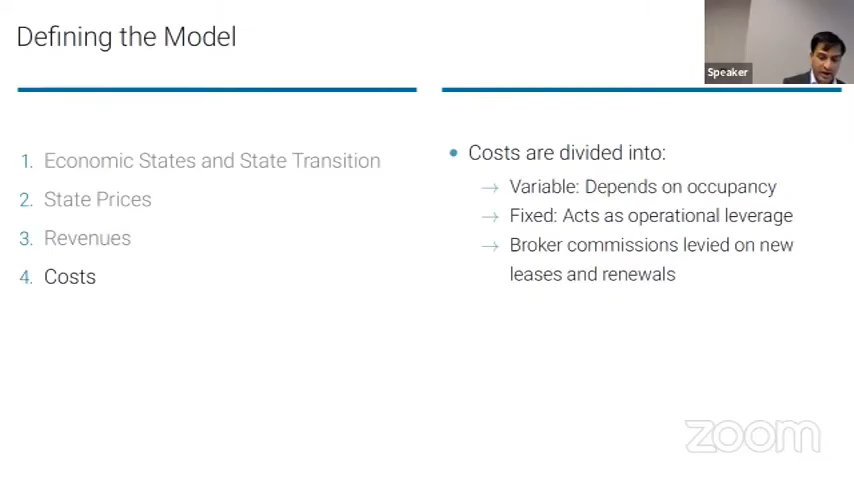 Defining the Model
Speaker
1. Economic States and State Transition
2. State Prices
3. Revenues
4. Costs
• Costs are divided into:
→ Variable: Depends on occupancy
→ Fixed: Acts as operational leverage
→ Broker commissions levied on new
leases and renewals
zoom